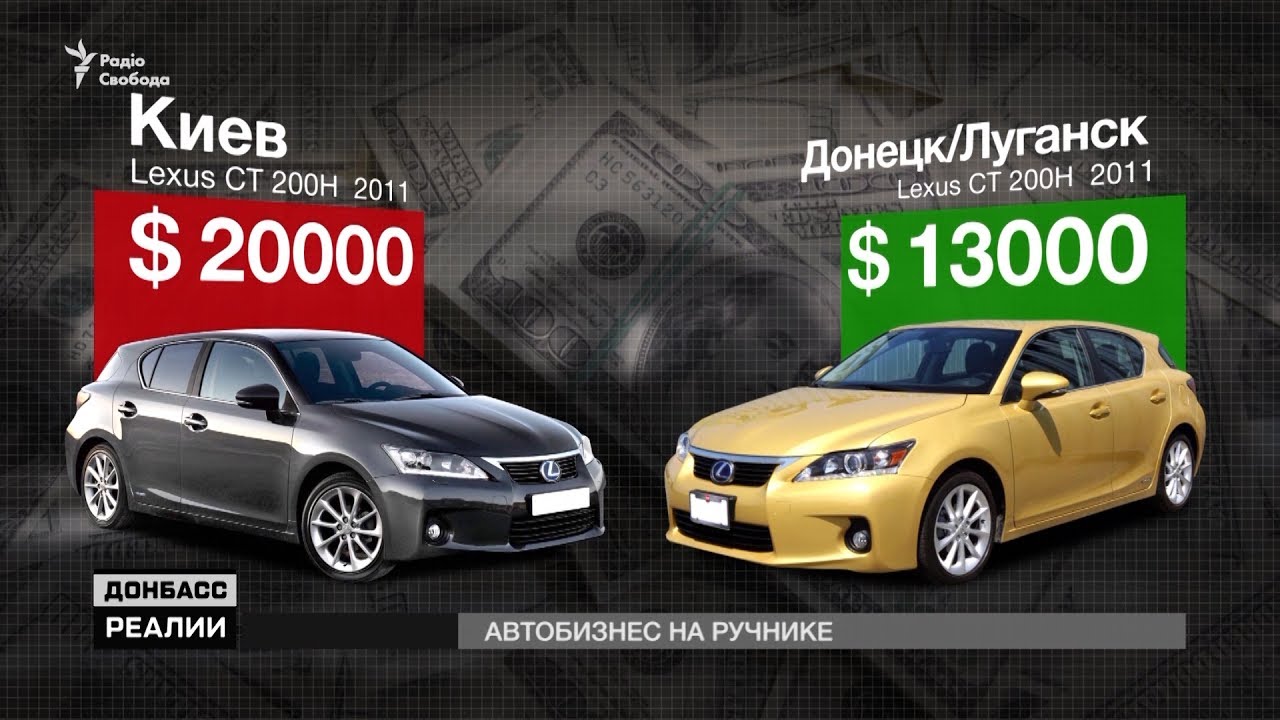 Радіо
Свобода
Киев
Lexus CT 200H 2011
$ 20000
Донецк/Луганск
Lexus CT 200H 2011
$ 13000
ДОНБАСС
РЕАЛИИ
АВТОБИЗНЕС НА РУЧНИКЕ